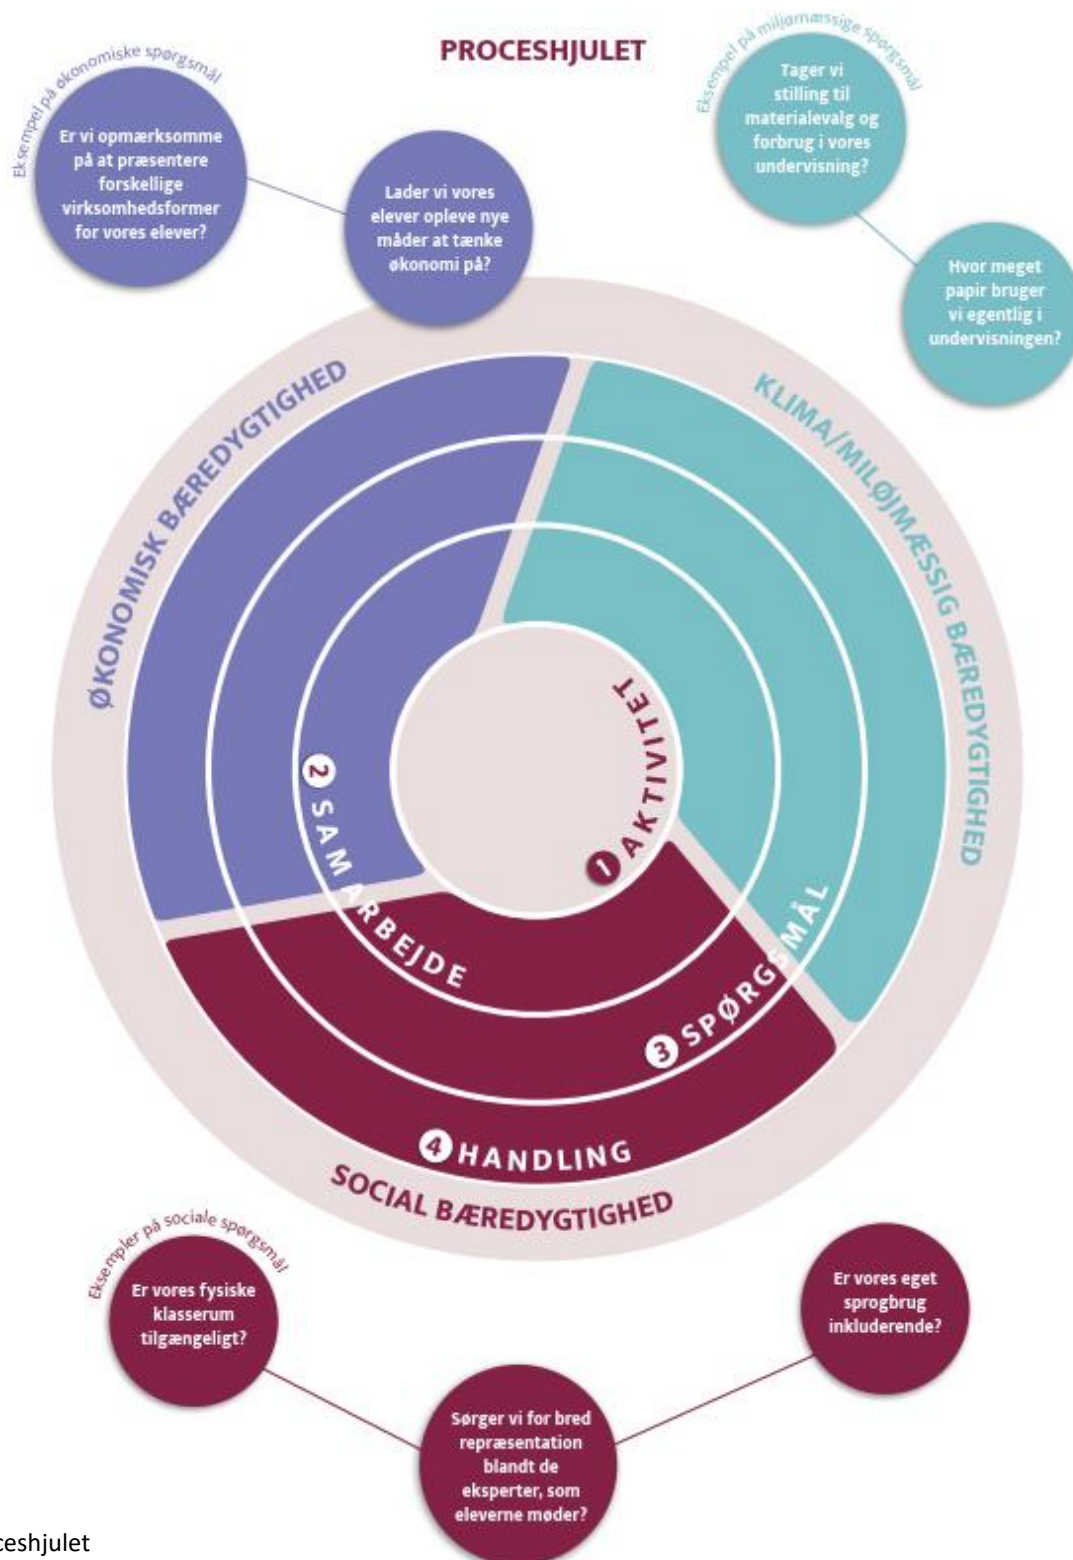 PROCESHJULET
Eksempel på økonomiske spørgsmål
Er vi opmærksomme
på at præsentere
forskellige
virksomhedsformer
for vores elever?
Lader vi vores
elever opleve nye
måder at tænke
økonomi på?
Eksempel på miljømæssige spørgsmål
Tager vi
stilling til
materialevalg og
forbrug i vores
undervisning?
Hvor meget
papir bruger
vi egentlig i
undervisningen?
ØKONOMISK BÆREDYGTIGHED
KLIMA/MILØJMÆSSIG BÆREDYGTIGHED
1 AKTIVITET
2 SAMARBEJDE
3 SPØRGSMÅL
4 HANDLING
SOCIAL BÆREDYGTIGHED
Eksempler på sociale spørgsmål
Er vores fysiske
klasserum
tilgængeligt?
Sørger vi for bred
repræsentation
blandt de
eksperter, som
eleverne møder?
Er vores eget
sprogbrug
inkluderende?
ceshjulet